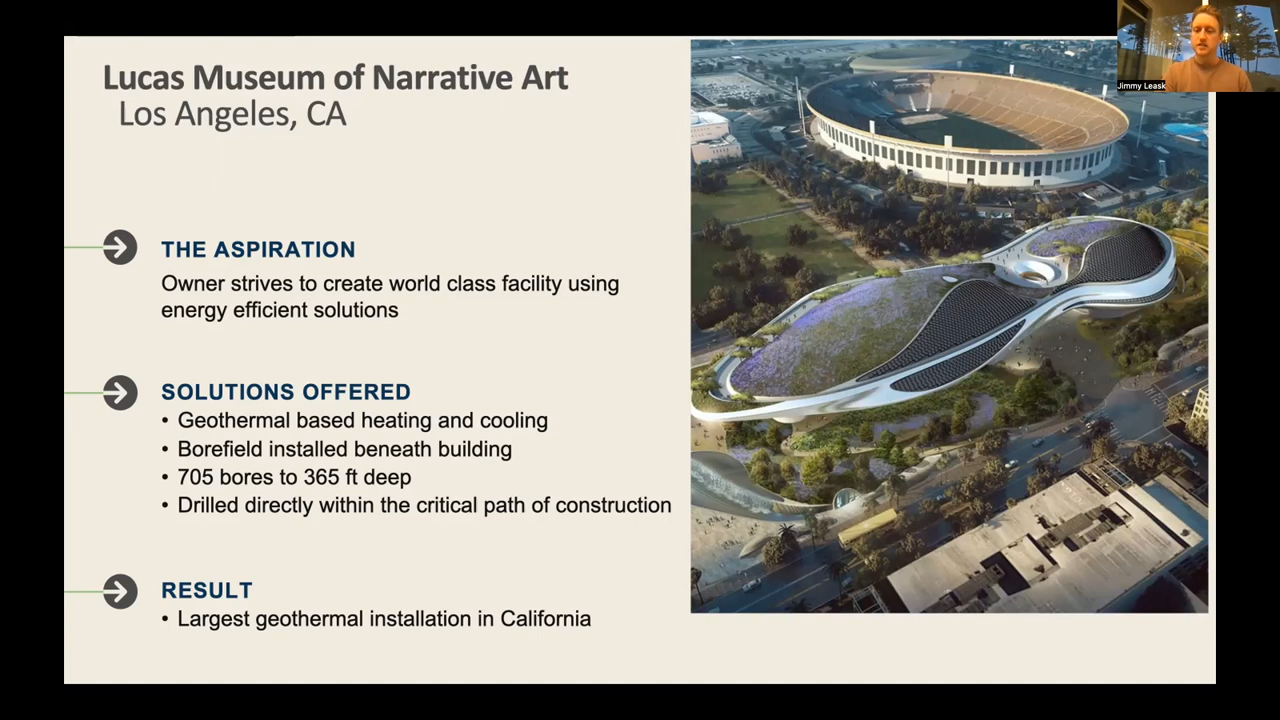 Lucas Museum of Narrative Art
Los Angeles, CA
THE ASPIRATION
Owner strives to create world class facility using
energy efficient solutions
SOLUTIONS OFFERED
• Geothermal based heating and cooling
• Borefield installed beneath building
• 705 bores to 365 ft deep
• Drilled directly within the critical path of construction
RESULT
• Largest geothermal installation in California
Jimmy Leask